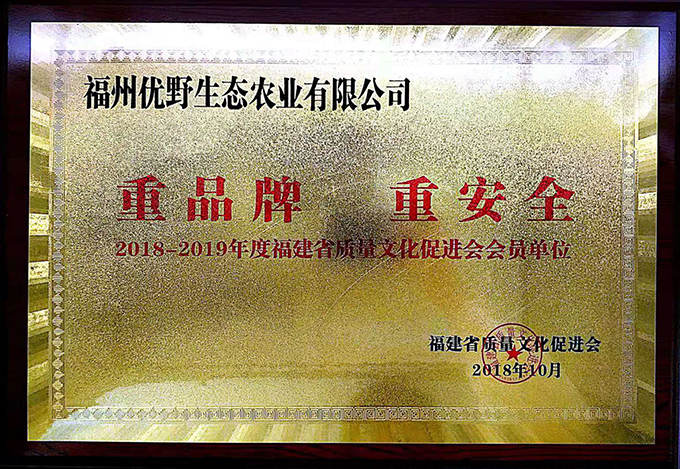 福州优野生态农业有限公司
重品牌 重安全
2018-2019年度福建省质量文化促进会会员单位
福建省质量文化促进会
2018年10月